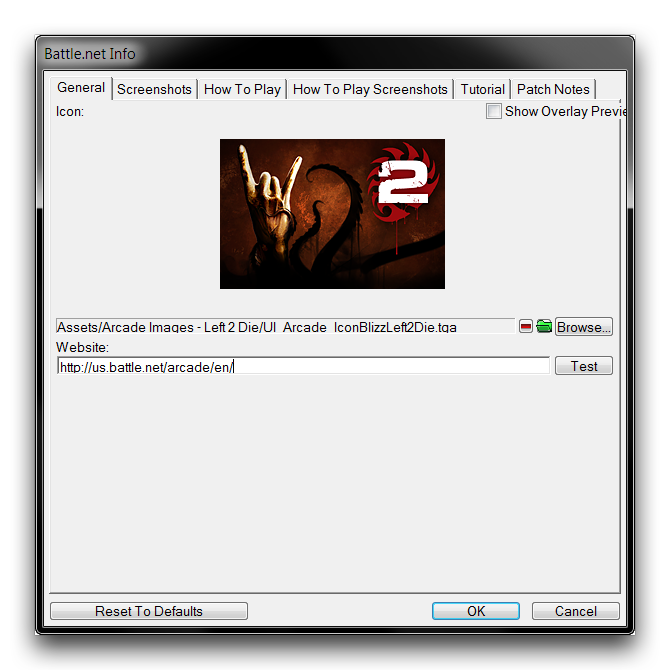 Battle.net Info
General Screenshots How To Play How To Play Screenshots Tutorial Patch Notes
Icon: Show Overlay Previe
2
Assets/Arcade Images - Left 2 Die/UI_Arcade_IconBlizzLeft2Die.tga Browse...
Website:
http://us.battle.net/arcade/en/ Test
Reset To Defaults OK Cancel